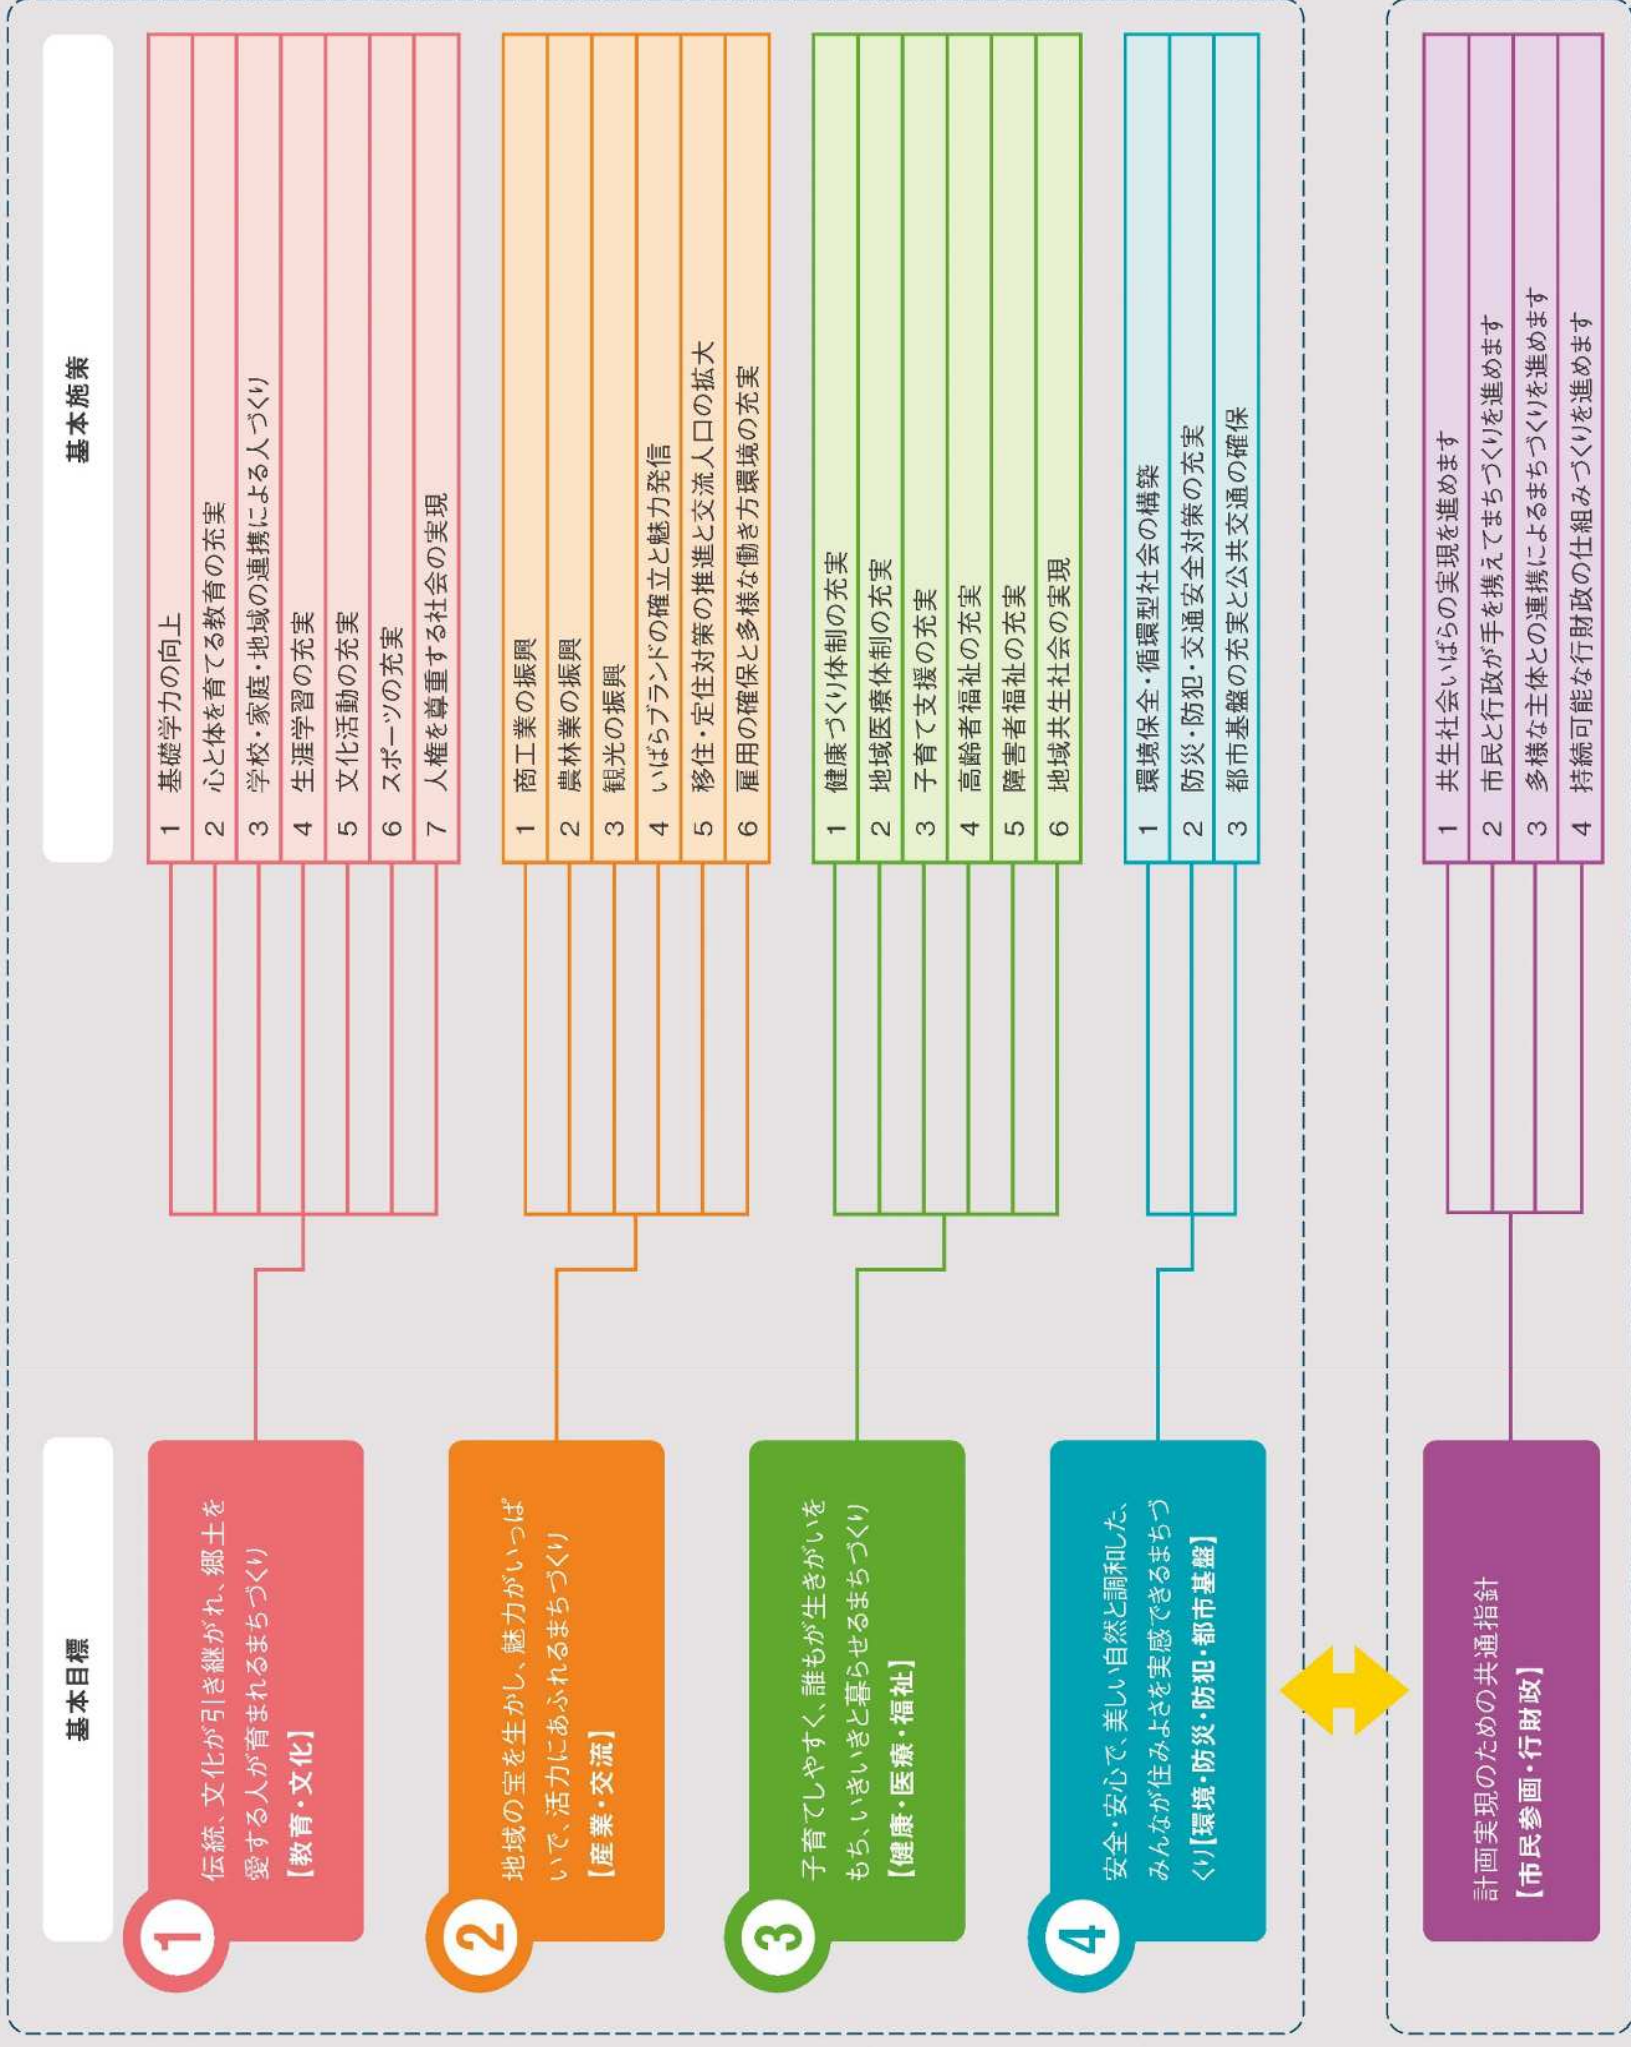 基本目標
基本施策
1
伝統、文化が引き継がれ、郷土を
愛する人が育まれるまちづくり
【教育・文化】
1 基礎学力の向上
2 心と体を育てる教育の充実
3 学校・家庭・地域の連携による人づくり
4 生涯学習の充実
5 文化活動の充実
6 スポーツの充実
7 人権を尊重する社会の実現
2
地域の宝を生かし、魅力がいっぱ
いで、活力にあふれるまちづくり
【産業・交流】
1 商工業の振興
2 農林業の振興
3 観光の振興
4 いばらブランドの確立と魅力発信
5 移住・定住対策の推進と交流人口の拡大
6 雇用の確保と多様な働き方環境の充実
3
子育てしやすく、誰もが生きがいを
もち、いきいきと暮らせるまちづくり
【健康・医療・福祉】
1 健康づくり体制の充実
2 地域医療体制の充実
3 子育て支援の充実
4 高齢者福祉の充実
5 障害者福祉の充実
6 地域共生社会の実現
4
安全・安心で、美しい自然と調和した、
みんなが住みよさを実感できるまちづ
くり【環境・防災・防犯・都市基盤】
1 環境保全・循環型社会の構築
2 防災・防犯・交通安全対策の充実
3 都市基盤の充実と公共交通の確保
計画実現のための共通指針
【市民参画・行財政】
1 共生社会いばらの実現を進めます
2 市民と行政が手を携えてまちづくりを進めます
3 多様な主体との連携によるまちづくりを進めます
4 持続可能な行財政の仕組みづくりを進めます